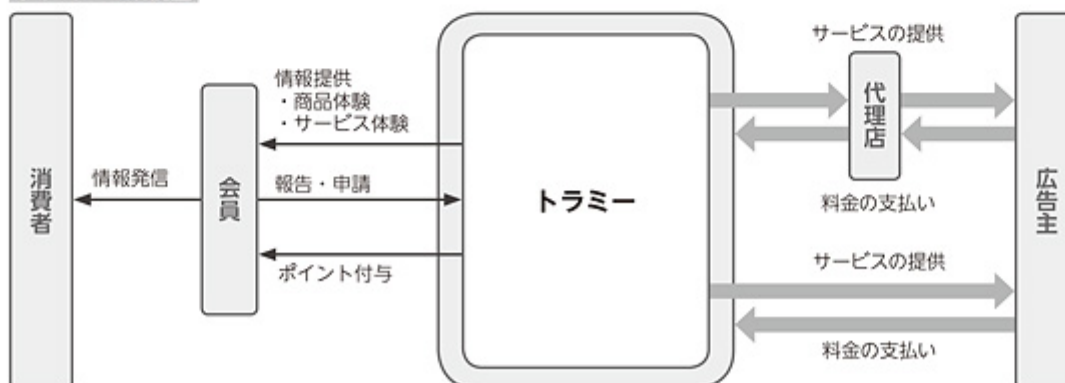 消費者
情報発信
会員
情報提供
・商品体験
・サービス体験
報告・申請
ポイント付与
トラミー
サービスの提供
代理店
料金の支払い
サービスの提供
料金の支払い
広告主